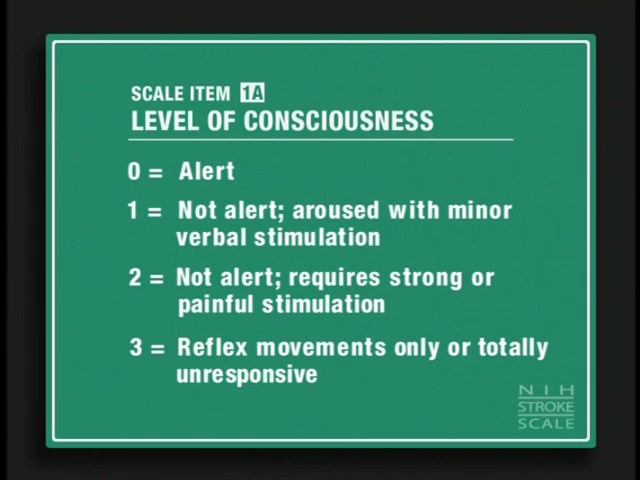 SCALE ITEM 1A
LEVEL OF CONSCIOUSNESS
0 = Alert
1 = Not alert; aroused with minor
verbal stimulation
2 = Not alert; requires strong or
painful stimulation
3 = Reflex movements only or totally
unresponsive
NIH
STROKE
SCALE